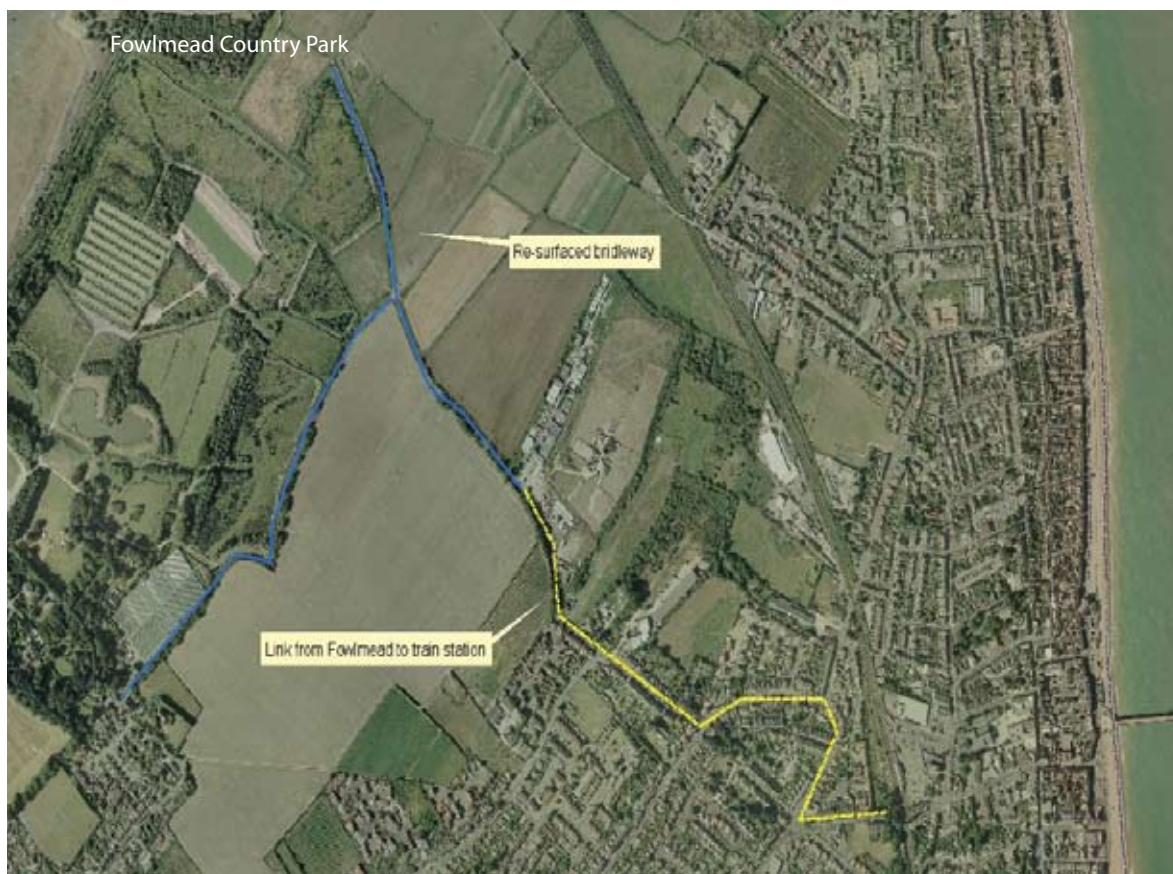 Fowlmead Country Park
Re-surfaced bridleway
Link from Fowlmead to train station